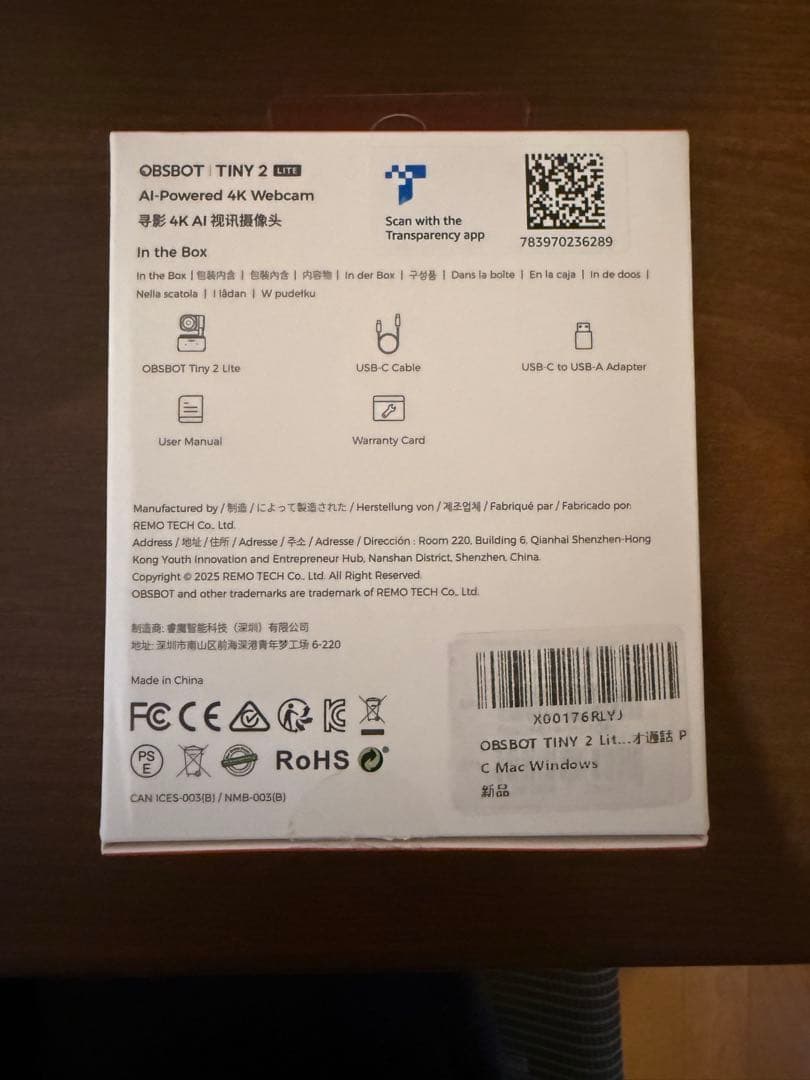 OBSBOT | TINY 2 LITE
AI-Powered 4K Webcam
寻影 4K AI 视讯摄像头
Scan with the
Transparency app
783970236289
In the Box
In the Box | 包装内含 | 包裝內含 | 内容物 | In der Box | 구성품 | Dans la boîte | En la caja | In de doos |
Nella scatola | I lådan | W pudełku
OBSBOT Tiny 2 Lite
USB-C Cable
USB-C to USB-A Adapter
User Manual
Warranty Card
Manufactured by / 制造 / によって製造された / Herstellung von / 제조업체 / Fabriqué par / Fabricado por:
REMO TECH Co., Ltd.
Address / 地址 / 住所 / Adresse / 주소 / Adresse / Dirección : Room 220, Building 6, Qianhai Shenzhen-Hong
Kong Youth Innovation and Entrepreneur Hub, Nanshan District, Shenzhen, China.
Copyright © 2025 REMO TECH Co., Ltd. All Right Reserved.
OBSBOT and other trademarks are trademark of REMO TECH Co., Ltd.
制造商: 睿魔智能科技（深圳）有限公司
地址: 深圳市南山区前海深港青年梦工场 6-220
Made in China
FC CE
PS E RoHS
CAN ICES-003(B) / NMB-003(B)
X00176RLYJ
OBSBOT TINY 2 Lit...オ通話 P
C Mac Windows
新品